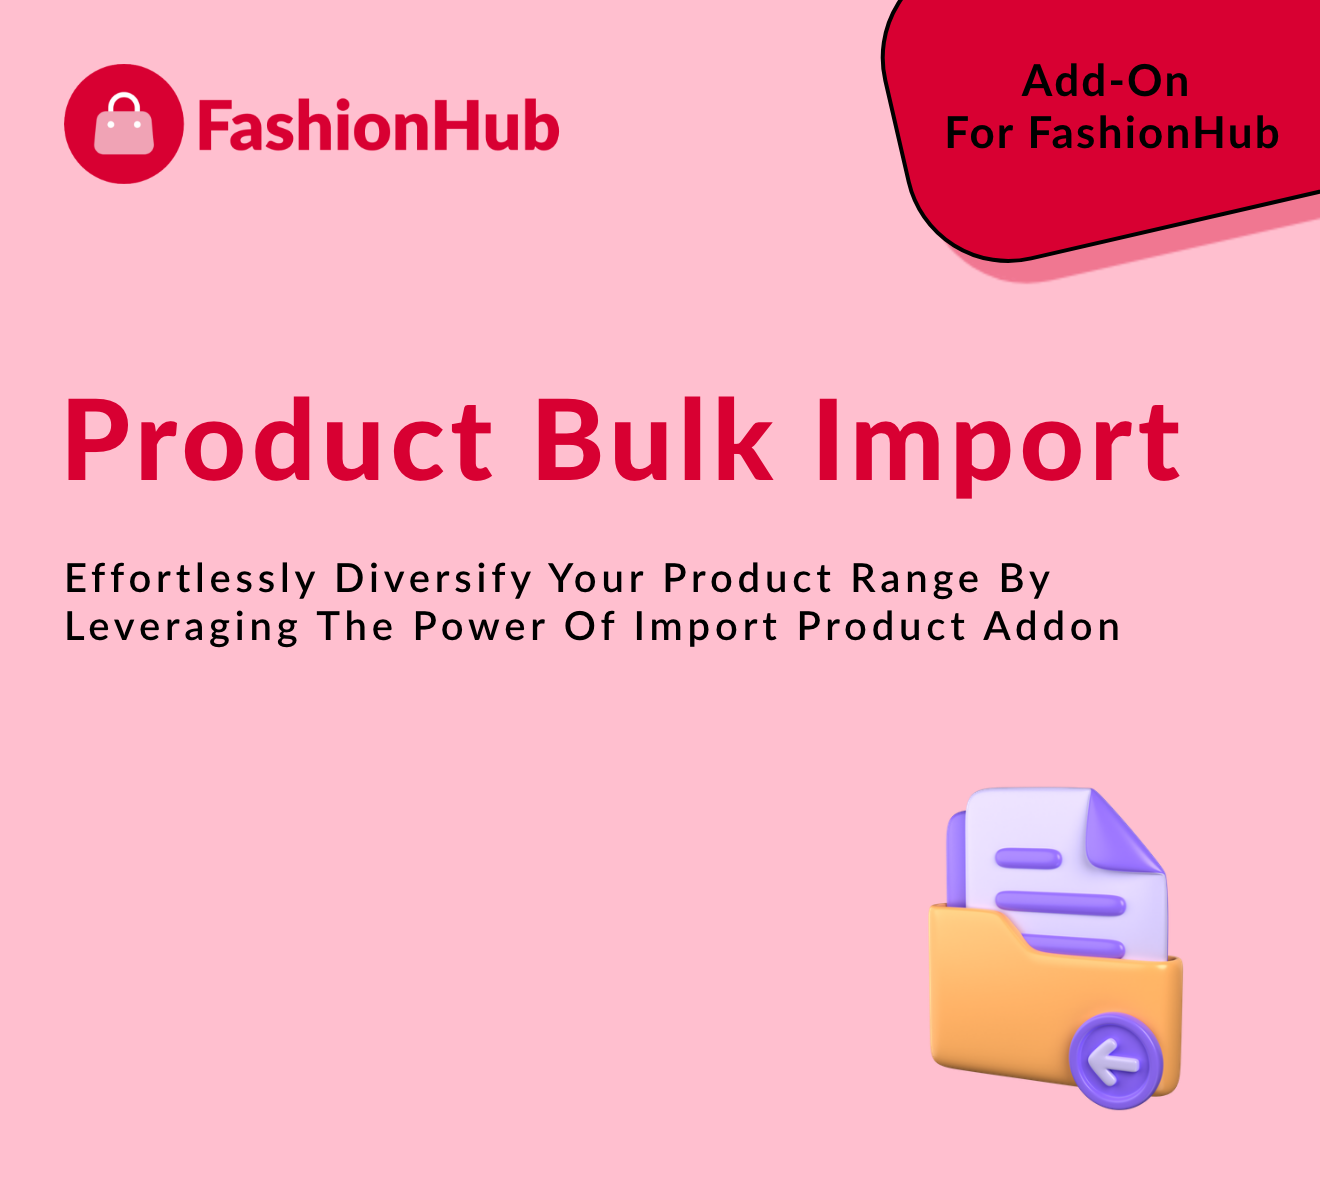 FashionHub
Add-On
For FashionHub
Product Bulk Import
Effortlessly Diversify Your Product Range By
Leveraging The Power Of Import Product Addon